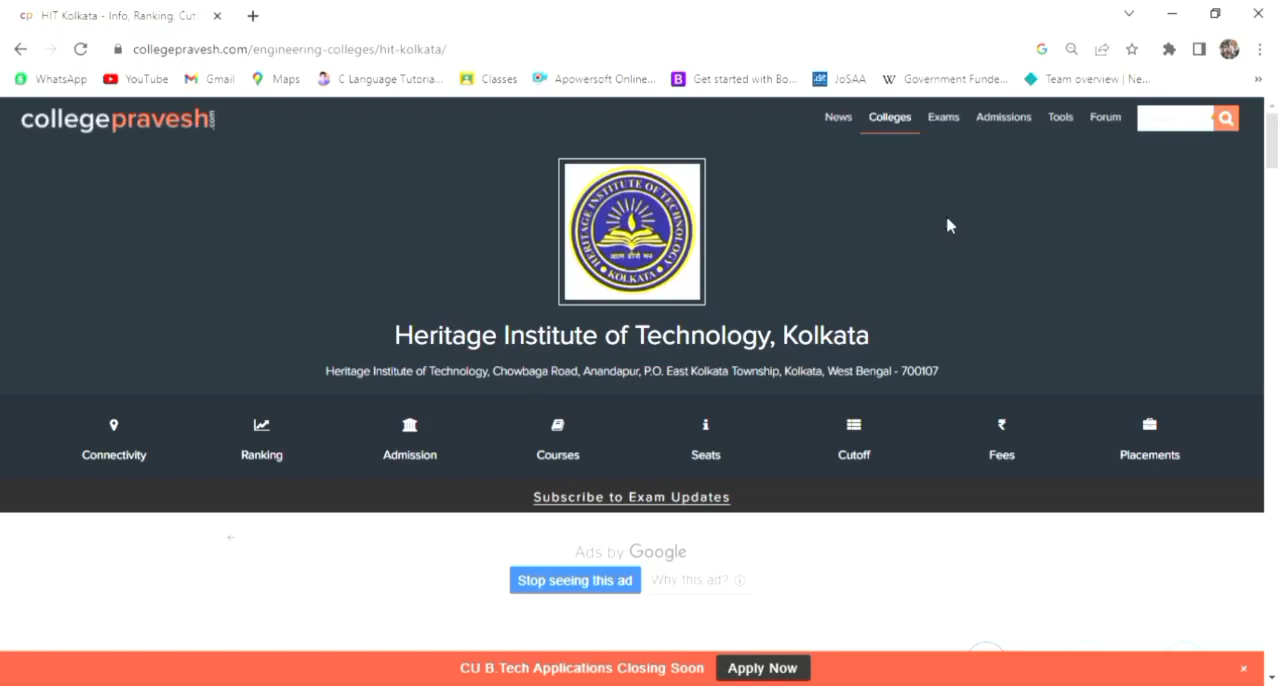 cp HIT Kolkata - Info, Ranking, Cut
collegepravesh.com/engineering-colleges/hit-kolkata/
WhatsApp YouTube Gmail Maps C Language Tutoria... Classes Apowersoft Online... B Get started with Bo... JoSAA W Government Funde... Team overview | Ne...
collegepravesh.com
News Colleges Exams Admissions Tools Forum
HERITAGE INSTITUTE OF TECHNOLOGY
KOLKATA
Heritage Institute of Technology, Kolkata
Heritage Institute of Technology, Chowbaga Road, Anandapur, P.O. East Kolkata Township, Kolkata, West Bengal - 700107
Connectivity Ranking Admission Courses Seats Cutoff Fees Placements
Subscribe to Exam Updates
Ads by Google
Stop seeing this ad Why this ad?
CU B.Tech Applications Closing Soon Apply Now